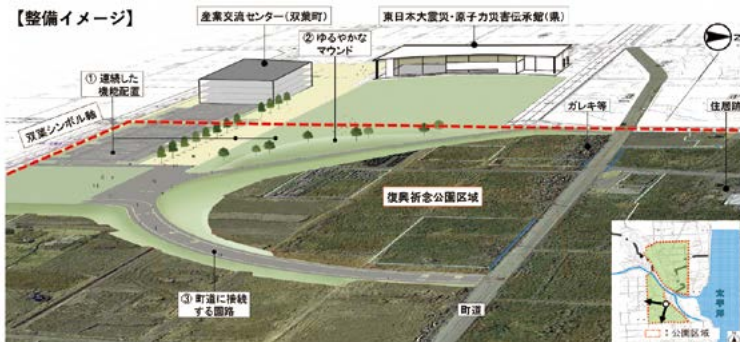 【整備イメージ】
産業交流センター（双葉町）
東日本大震災・原子力災害伝承館（県）
② ゆるやかな
マウンド
① 連続した
機能配置
双葉シンボル軸
ガレキ等
住居跡
復興祈念公園区域
③ 町道に接続
する園路
町道
太平洋
：公園区域
N